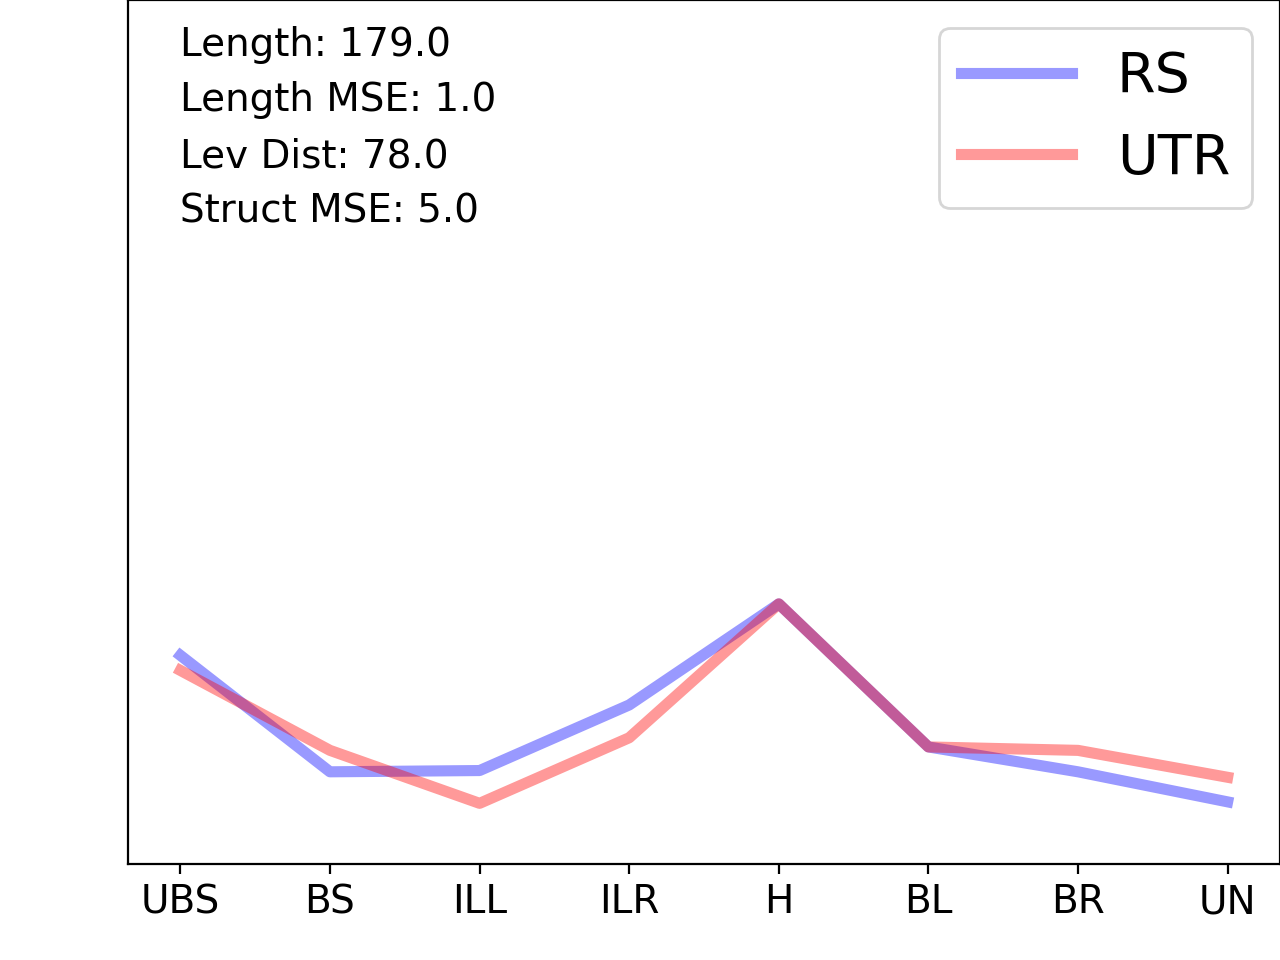 Length: 179.0
Length MSE: 1.0
Lev Dist: 78.0
Struct MSE: 5.0
RS
UTR
UBS BS ILL ILR H BL BR UN